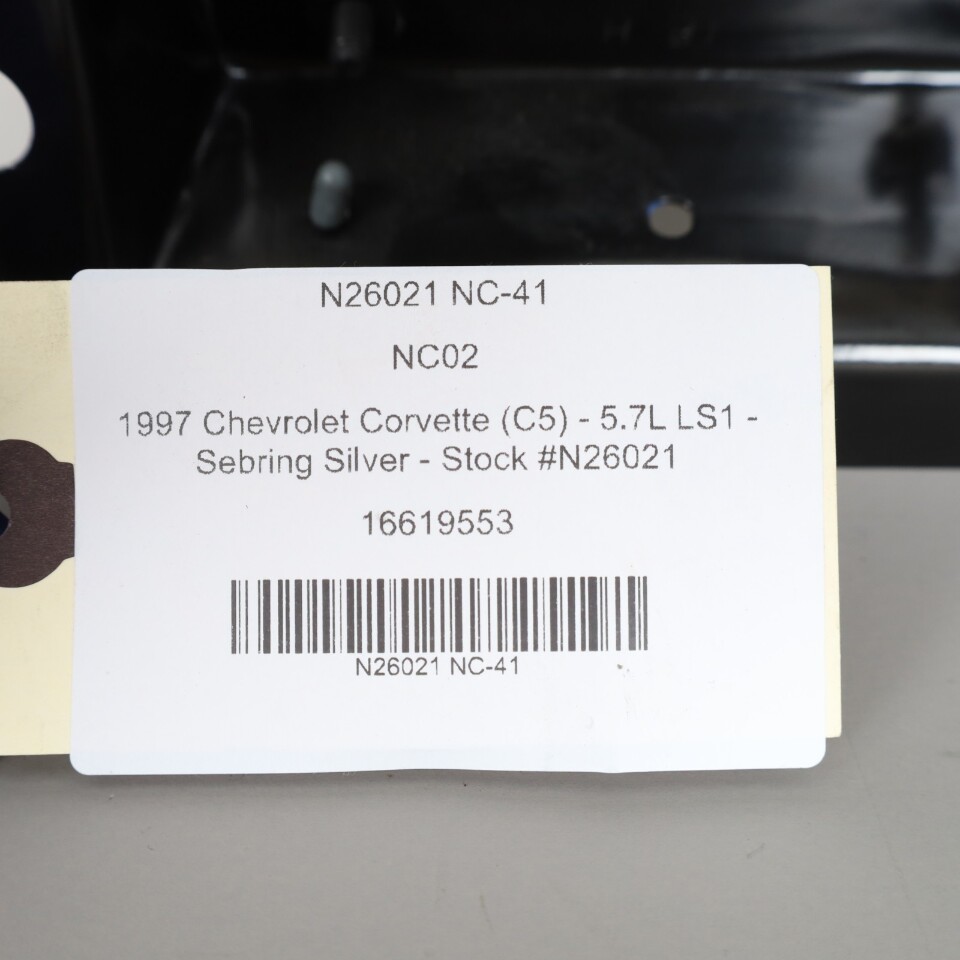 N26021 NC-41
NC02
1997 Chevrolet Corvette (C5) - 5.7L LS1 -
Sebring Silver - Stock #N26021
16619553
N26021 NC-41